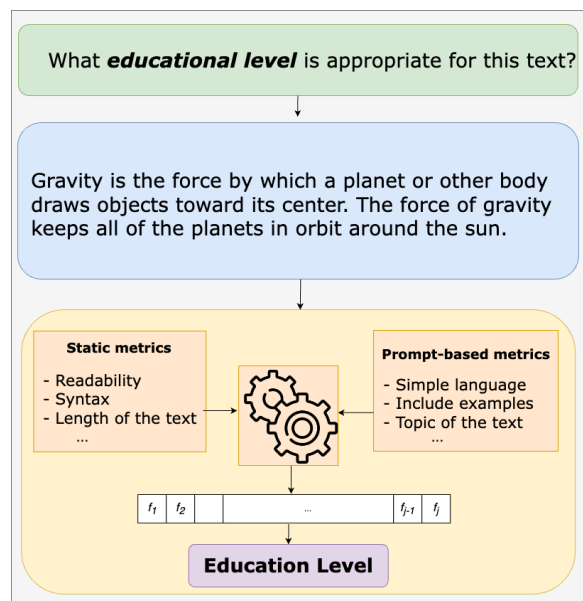 What educational level is appropriate for this text?
Gravity is the force by which a planet or other body
draws objects toward its center. The force of gravity
keeps all of the planets in orbit around the sun.
Static metrics
- Readability
- Syntax
- Length of the text
...
Prompt-based metrics
- Simple language
- Include examples
- Topic of the text
...
f1 f2 ... fj-1 fj
Education Level